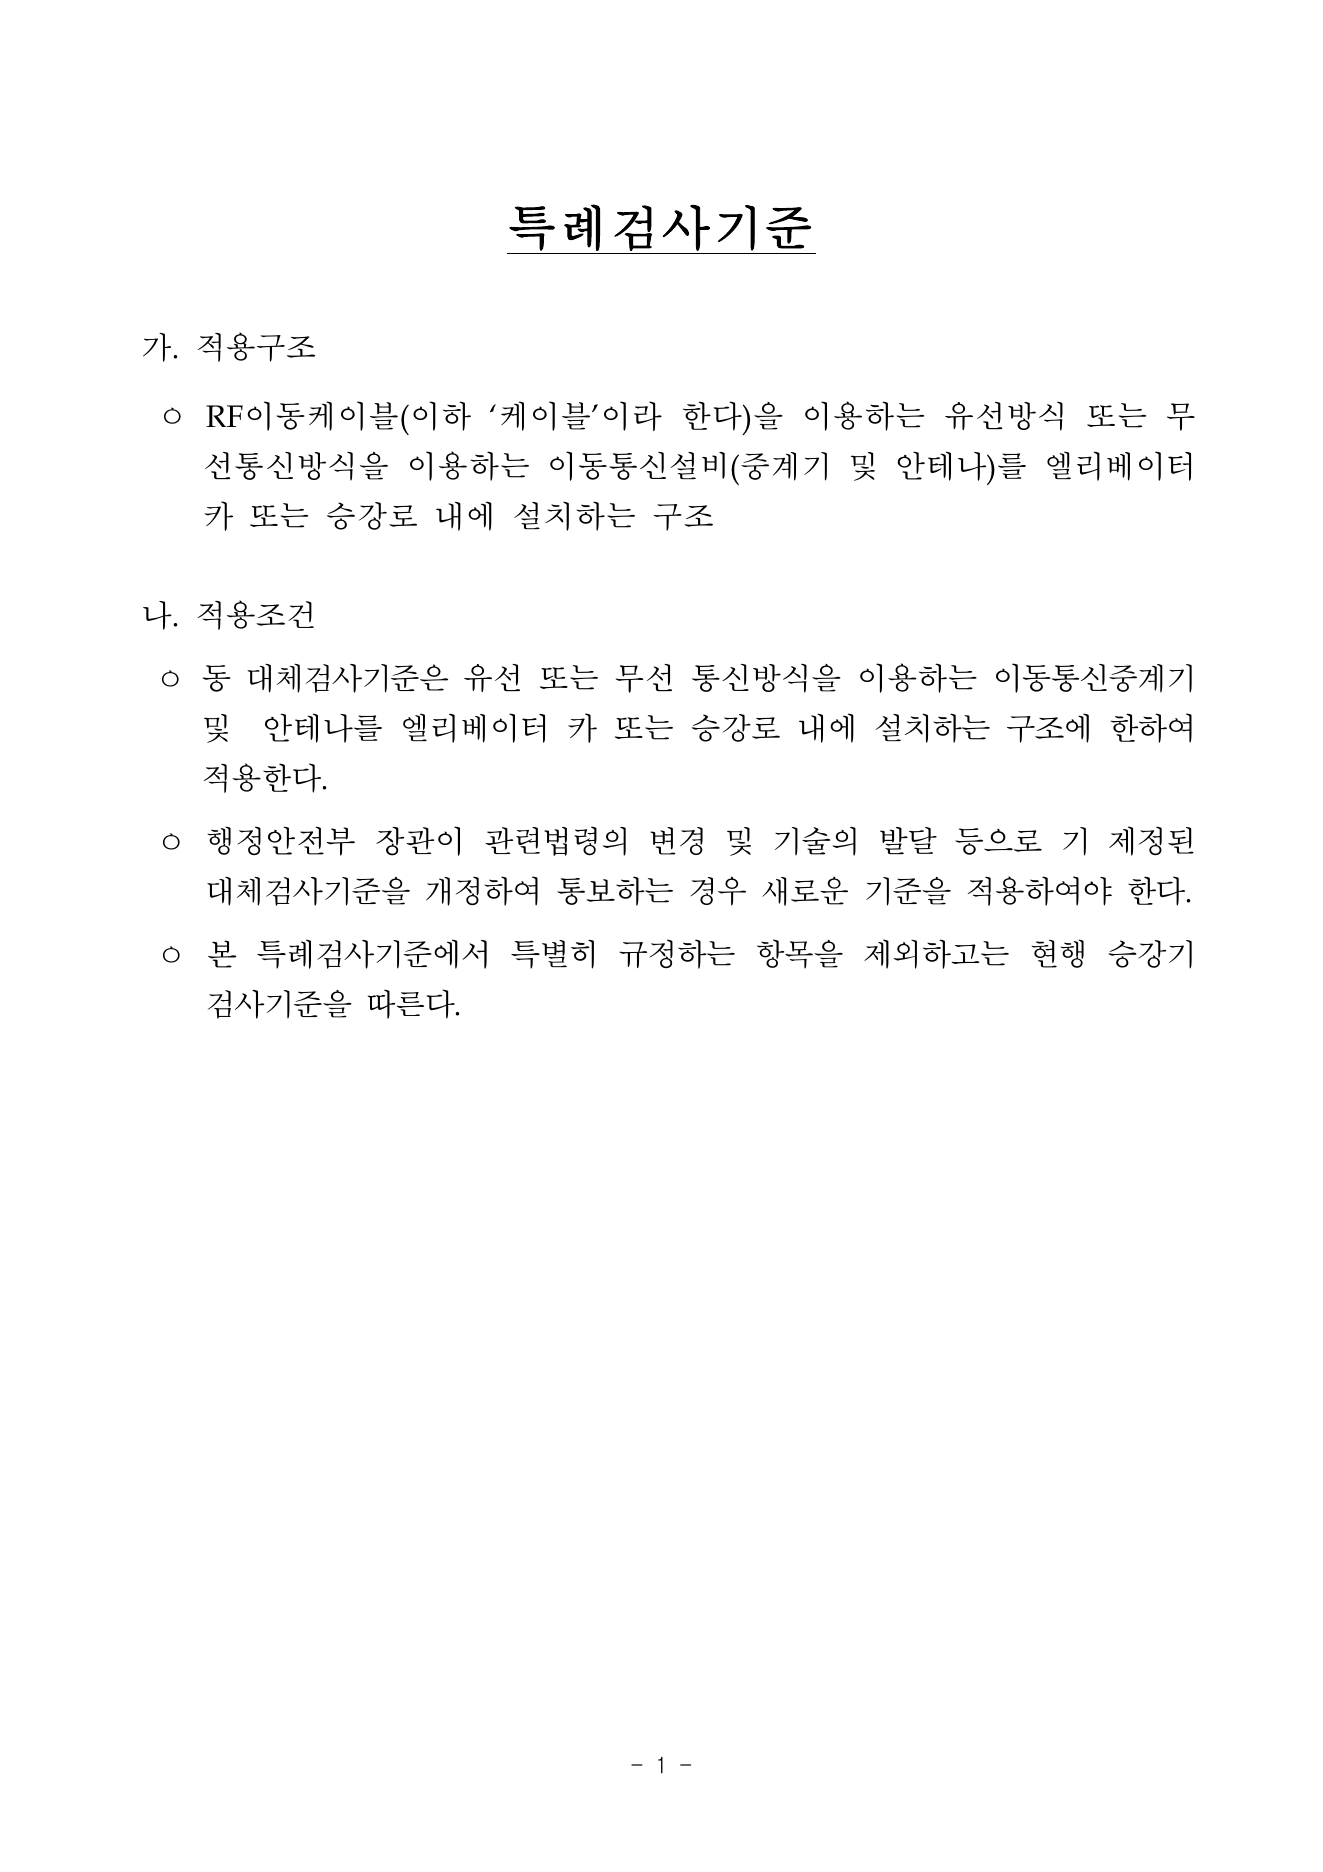 특례검사기준
가. 적용구조
ㅇ RF이동케이블(이하 ‘케이블’이라 한다)을 이용하는 유선방식 또는 무
선통신방식을 이용하는 이동통신설비(중계기 및 안테나)를 엘리베이터
카 또는 승강로 내에 설치하는 구조
나. 적용조건
ㅇ 동 대체검사기준은 유선 또는 무선 통신방식을 이용하는 이동통신중계기
및 안테나를 엘리베이터 카 또는 승강로 내에 설치하는 구조에 한하여
적용한다.
ㅇ 행정안전부 장관이 관련법령의 변경 및 기술의 발달 등으로 기 제정된
대체검사기준을 개정하여 통보하는 경우 새로운 기준을 적용하여야 한다.
ㅇ 본 특례검사기준에서 특별히 규정하는 항목을 제외하고는 현행 승강기
검사기준을 따른다.
- 1 -